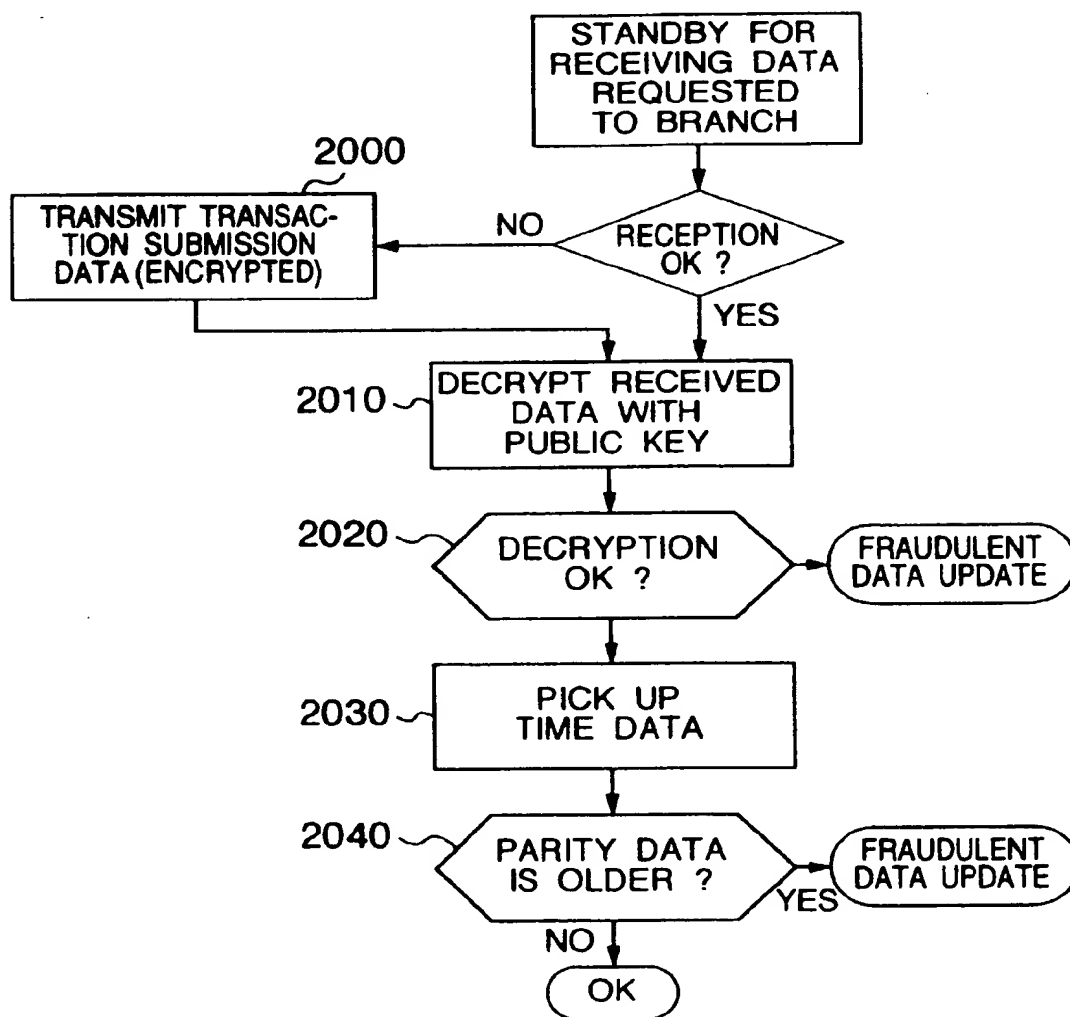 STANDBY FOR
RECEIVING DATA
REQUESTED
TO BRANCH
2000
TRANSMIT TRANSAC-
TION SUBMISSION
DATA (ENCRYPTED)
NO
RECEPTION
OK ?
YES
2010
DECRYPT RECEIVED
DATA WITH
PUBLIC KEY
2020
DECRYPTION
OK ?
FRAUDULENT
DATA UPDATE
2030
PICK UP
TIME DATA
2040
PARITY DATA
IS OLDER ?
YES
FRAUDULENT
DATA UPDATE
NO
OK